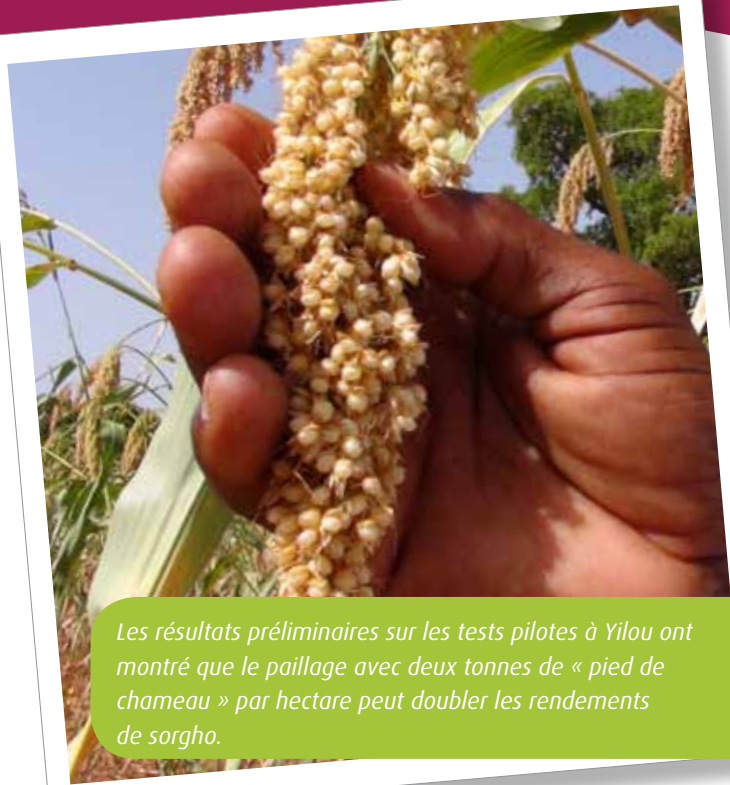 Les résultats préliminaires sur les tests pilotes à Yilou ont
montré que le paillage avec deux tonnes de « pied de
chameau » par hectare peut doubler les rendements
de sorgho.